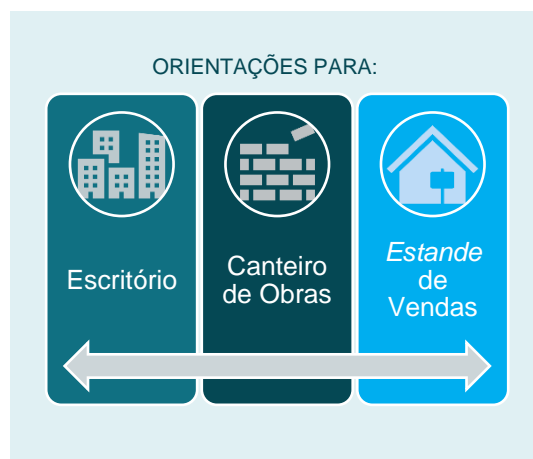 ORIENTAÇÕES PARA:
Escritório
Canteiro
de Obras
Estande
de
Vendas